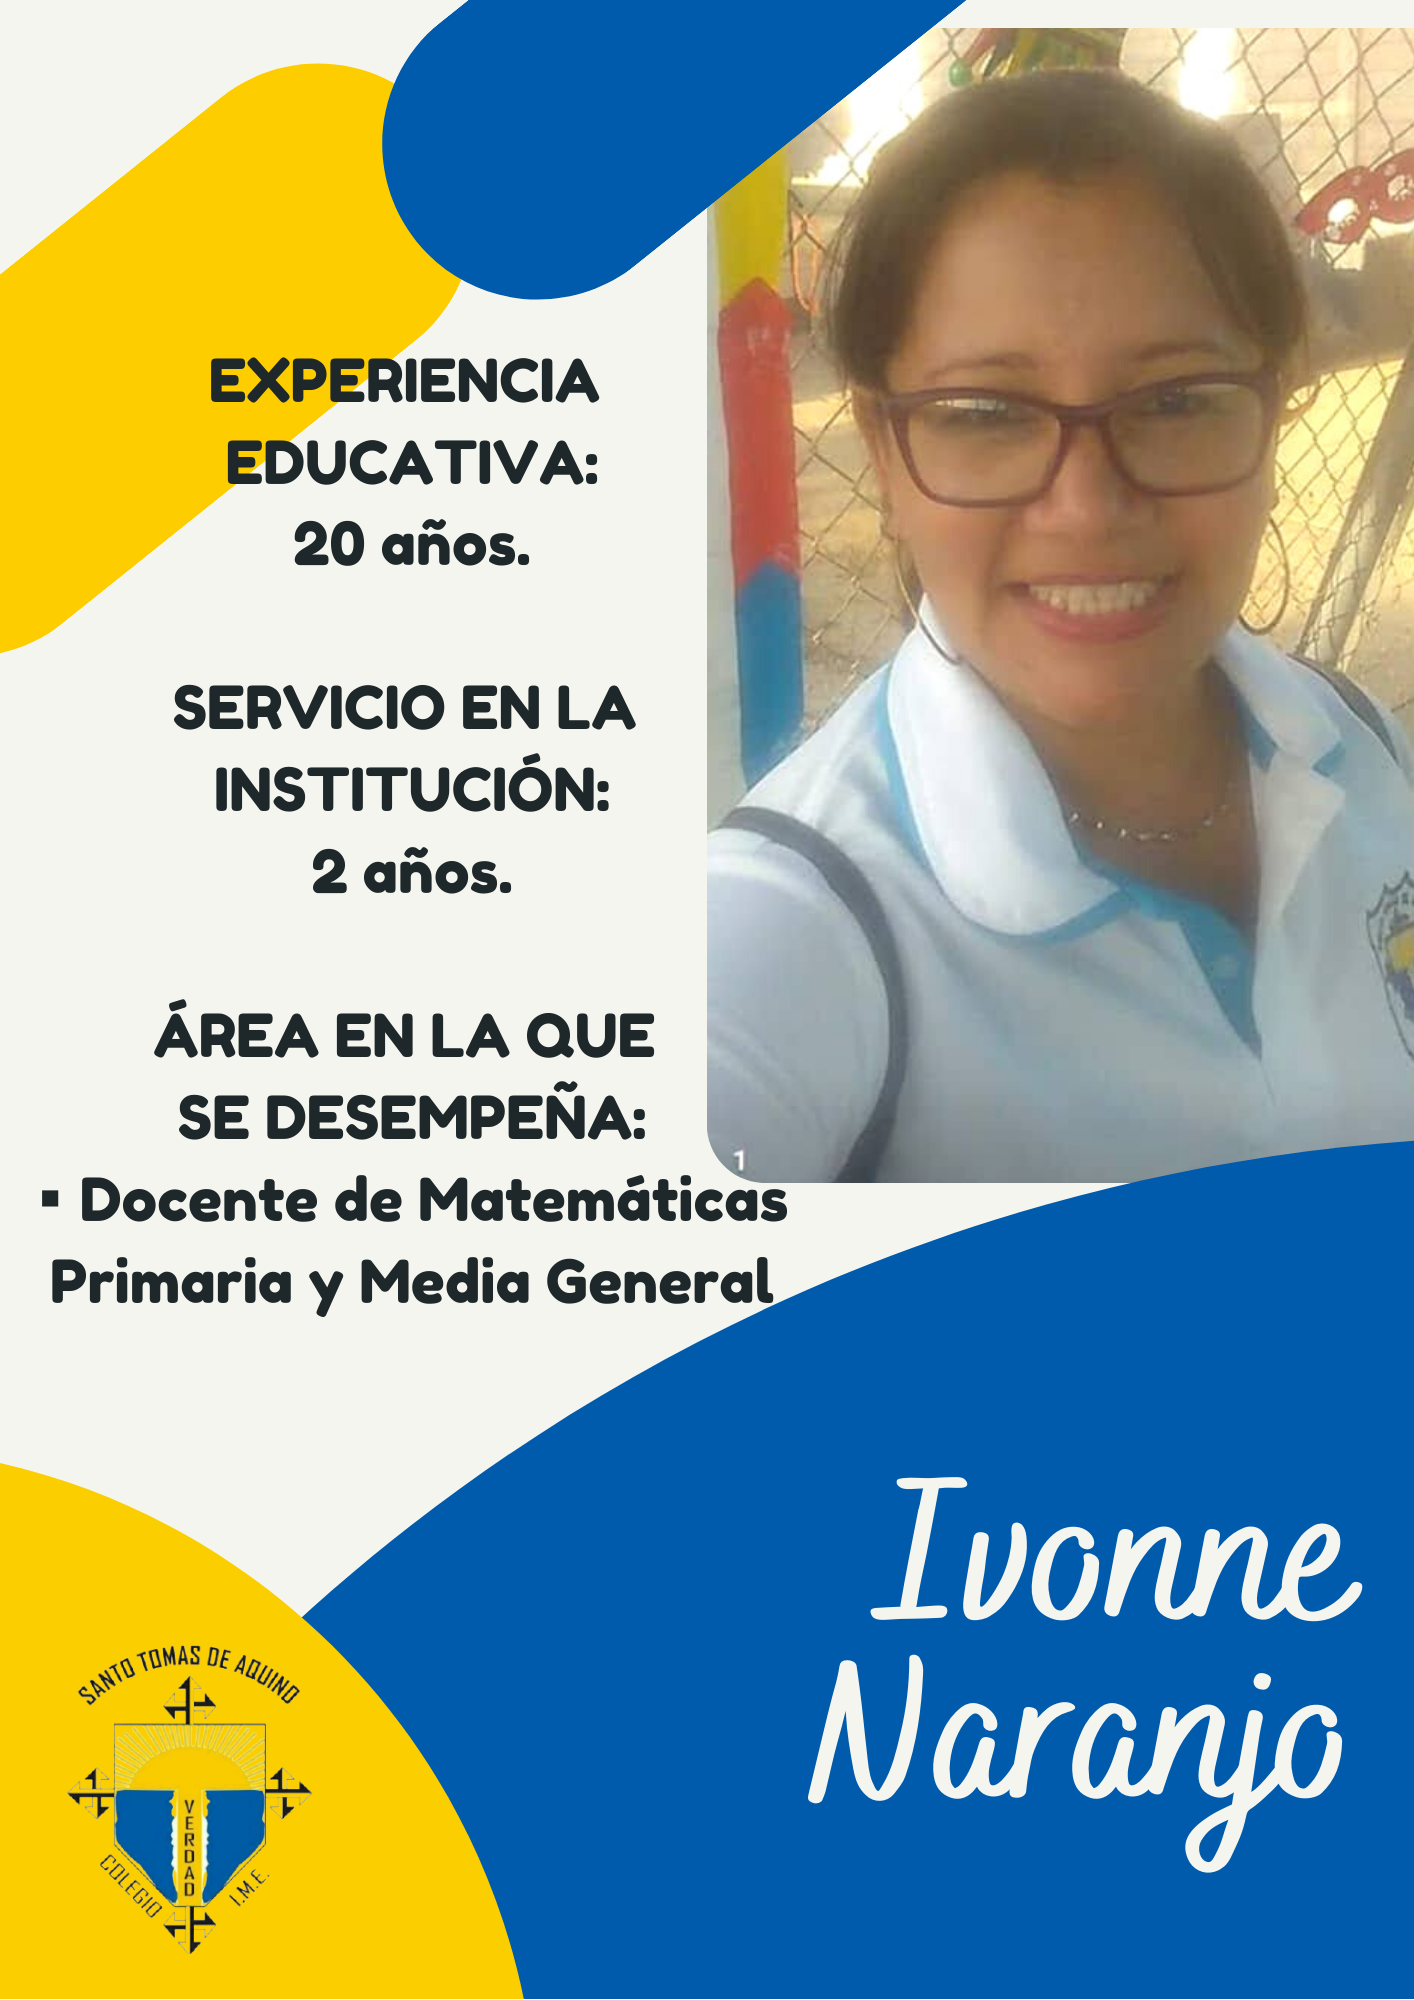 EXPERIENCIA
EDUCATIVA:
20 años.
SERVICIO EN LA
INSTITUCIÓN:
2 años.
ÁREA EN LA QUE
SE DESEMPEÑA:
▪ Docente de Matemáticas
Primaria y Media General
1
Ivonne
Naranjo
SANTO TOMAS DE AQUINO
VERDAD
COLEGIO I.M.E.